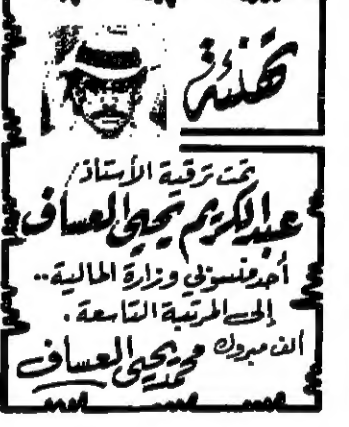 تهنئة
تمت ترقية الأستاذ/
عبدالكريم يحيى العساف
أحد منسوبي وزارة المالية..
إلى المرتبة التاسعة.
ألف مبروك محمد يحيى العساف